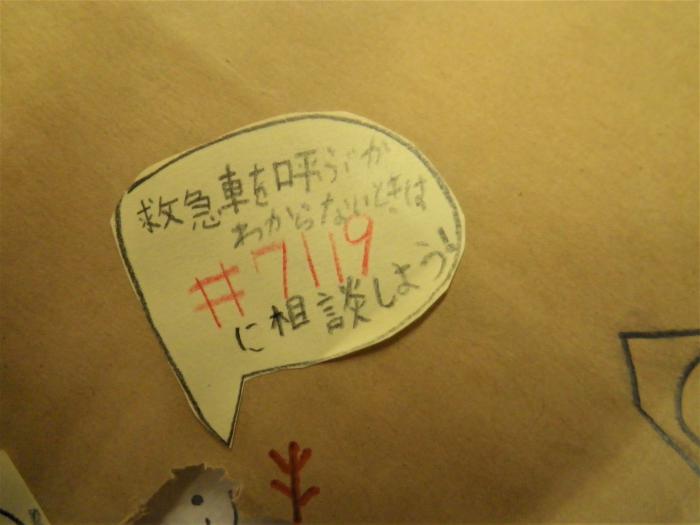 救急車を呼ぶか
わからないときは
#7119
に相談しよう!